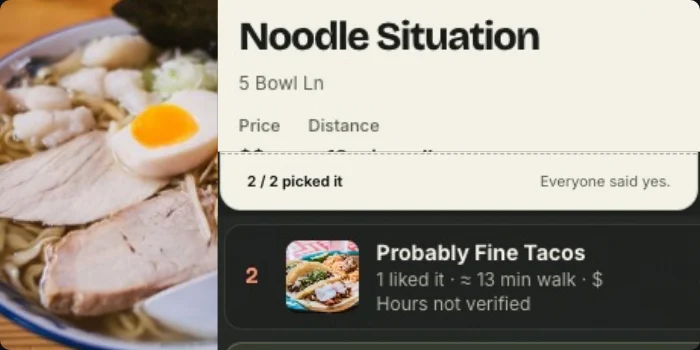 Noodle Situation
5 Bowl Ln
Price Distance
2 / 2 picked it Everyone said yes.
2
Probably Fine Tacos
1 liked it · ≈ 13 min walk · $
Hours not verified